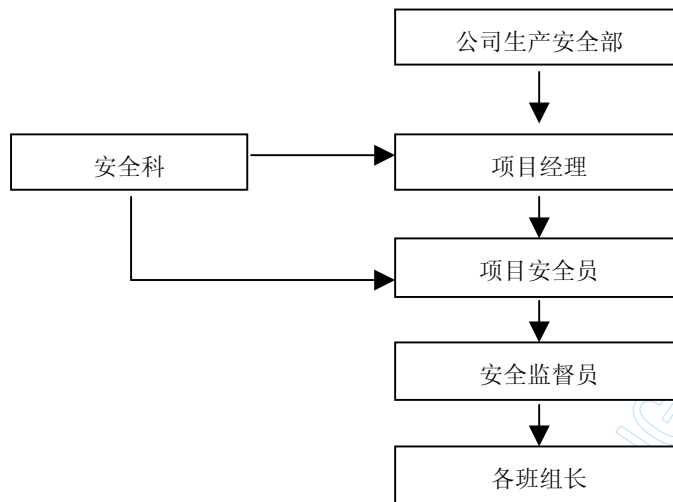 公司生产安全部
安全科
项目经理
项目安全员
安全监督员
各班组长